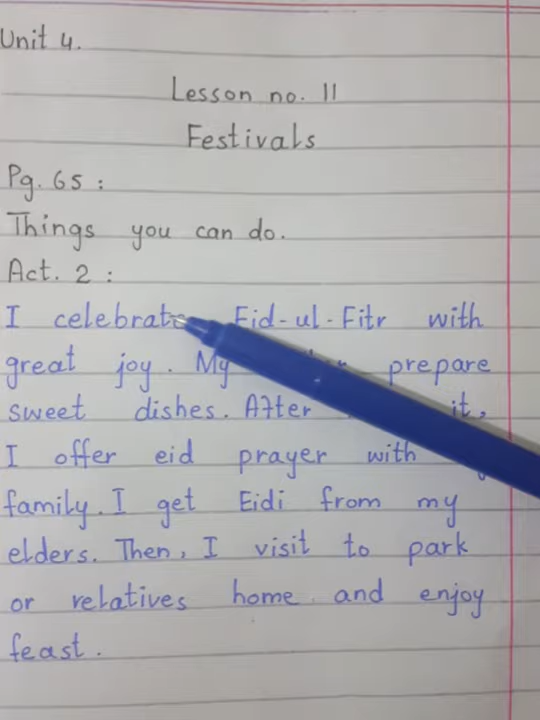 Unit 4.
Lesson no. 11
Festivals
Pg. 65 :
Things you can do.
Act. 2 :
I celebrate Eid-ul-Fitr with
great joy. My prepare
sweet dishes. After it,
I offer eid prayer with
family. I get Eidi from my
elders. Then, I visit to park
or relatives home and enjoy
feast.